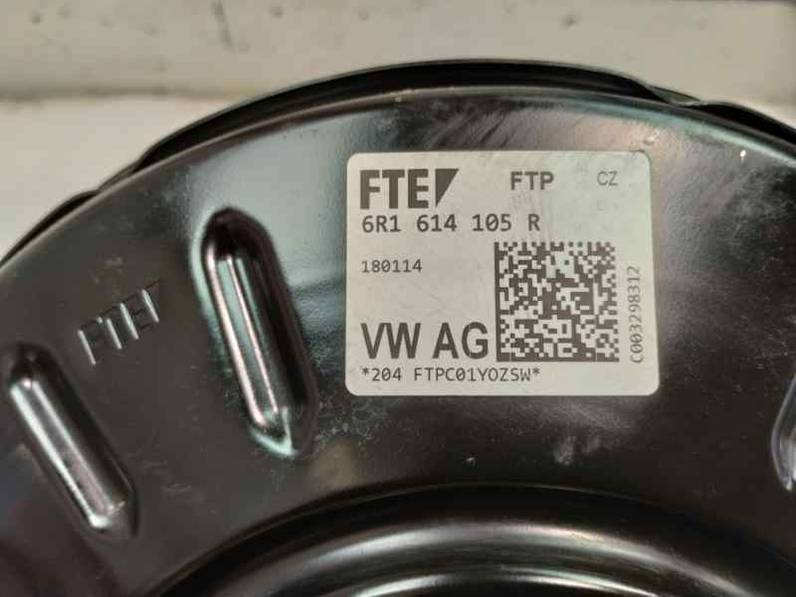 FTE FTP CZ
6R1 614 105 R
180114
VW AG
*204 FTPC01YOZSW*
C003298312
FTE